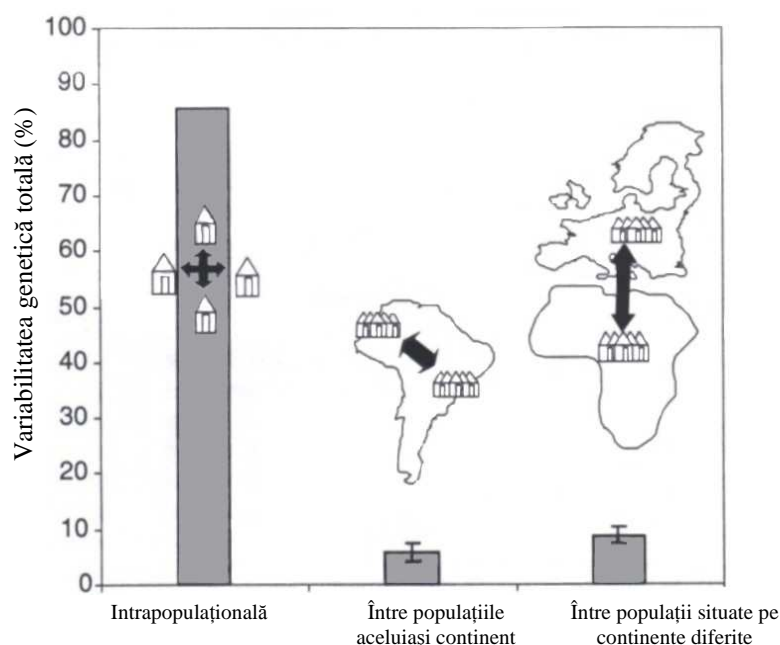 Variabilitatea genetică totală (%)
100
90
80
70
60
50
40
30
20
10
0
Intrapopulațională
Între populațiile
aceluiași continent
Între populații situate pe
continente diferite